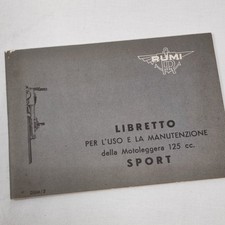 RUMI
LIBRETTO
PER L'USO E LA MANUTENZIONE
della Motoleggera 125 cc.
SPORT